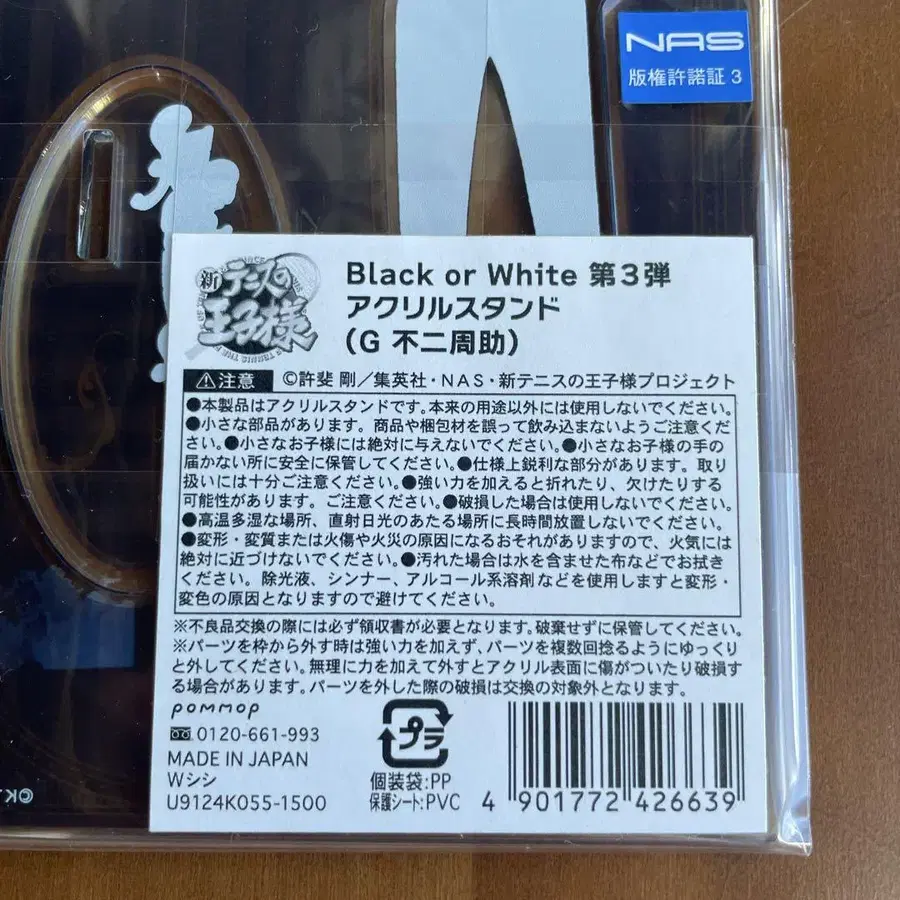 NAS
版権許諾証 3
新テニスの王子様
Black or White 第3弾
アクリルスタンド
(G 不二周助)
注意 ©許斐 剛／集英社・NAS・新テニスの王子様プロジェクト
●本製品はアクリルスタンドです。本来の用途以外には使用しないでください。
●小さな部品があります。商品や梱包材を誤って飲み込まないようご注意くだ
さい。●小さなお子様には絶対に与えないでください。●小さなお子様の手の
届かない所に安全に保管してください。●仕様上鋭利な部分があります。取り
扱いには十分ご注意ください。●強い力を加えると折れたり、欠けたりする
可能性があります。ご注意ください。●破損した場合は使用しないでください。
●高温多湿な場所、直射日光のあたる場所に長時間放置しないでください。
●変形・変質または火傷や火災の原因になるおそれがありますので、火気には
絶対に近づけないでください。●汚れた場合は水を含ませた布などでお拭き
ください。除光液、シンナー、アルコール系溶剤などを使用しますと変形・
変色の原因となりますので避けてください。
※不良品交換の際には必ず領収書が必要となります。破棄せずに保管してください。
※パーツを枠から外す時は強い力を加えず、パーツを複数回捻るようにゆっくり
と外してください。無理に力を加えて外すとアクリル表面に傷がついたり破損す
る場合があります。パーツを外した際の破損は交換の対象外となります。
pommop
0120-661-993
MADE IN JAPAN
Wシシ
U9124K055-1500
プラ
個装袋:PP
保護シート:PVC
4 901772 426639
©K